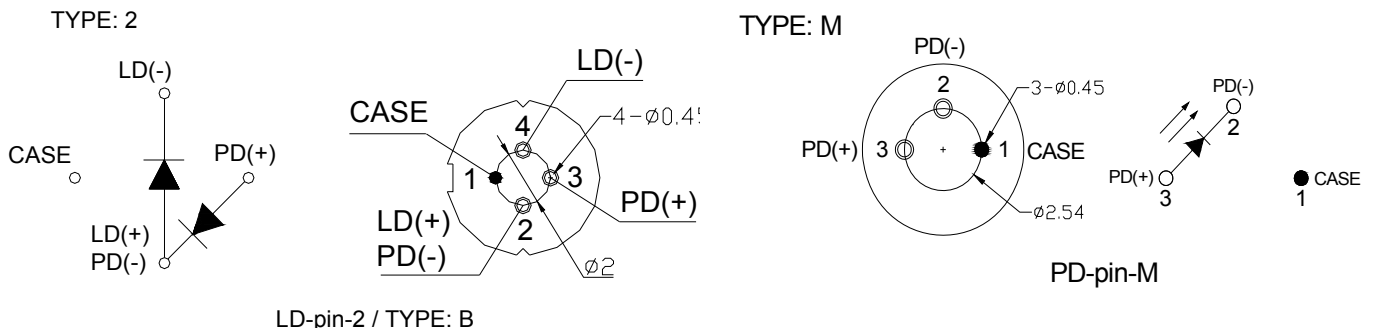 TYPE: 2
LD(-)
CASE
PD(+)
LD(+)
PD(-)
LD(-)
CASE
4
4-Ø0.45
1
3
PD(+)
2
LD(+)
PD(-)
Ø2
LD-pin-2 / TYPE: B
TYPE: M
PD(-)
2
3-Ø0.45
PD(+)
3
1
CASE
Ø2.54
PD(-)
2
PD(+)
3
CASE
1
PD-pin-M